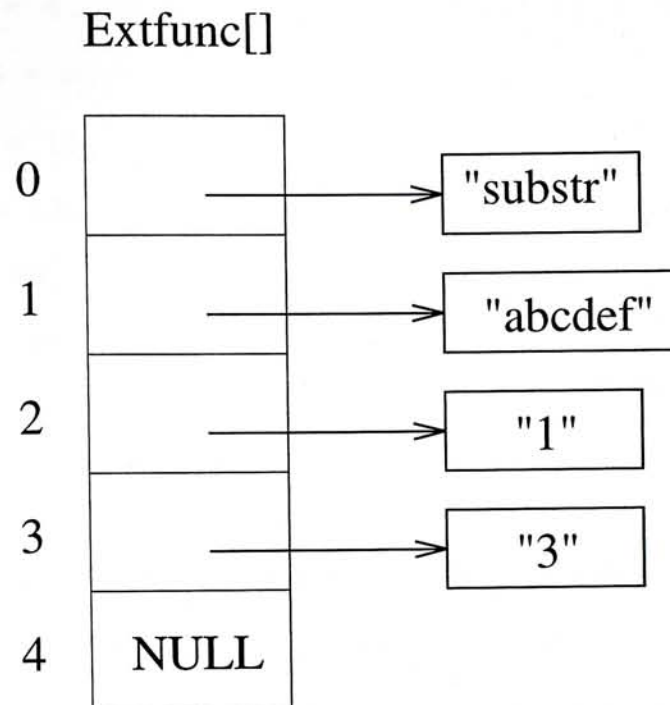 Extfunc[]
0 "substr"
1 "abcdef"
2 "1"
3 "3"
4 NULL